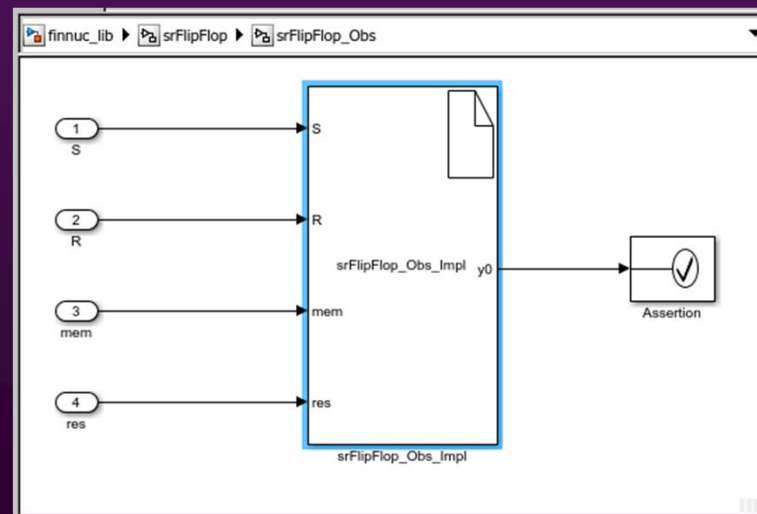 finnuc_lib srFlipFlop srFlipFlop_Obs
1
S
S
2
R
R
srFlipFlop_Obs_Impl
y0
3
mem
mem
Assertion
4
res
res
srFlipFlop_Obs_Impl